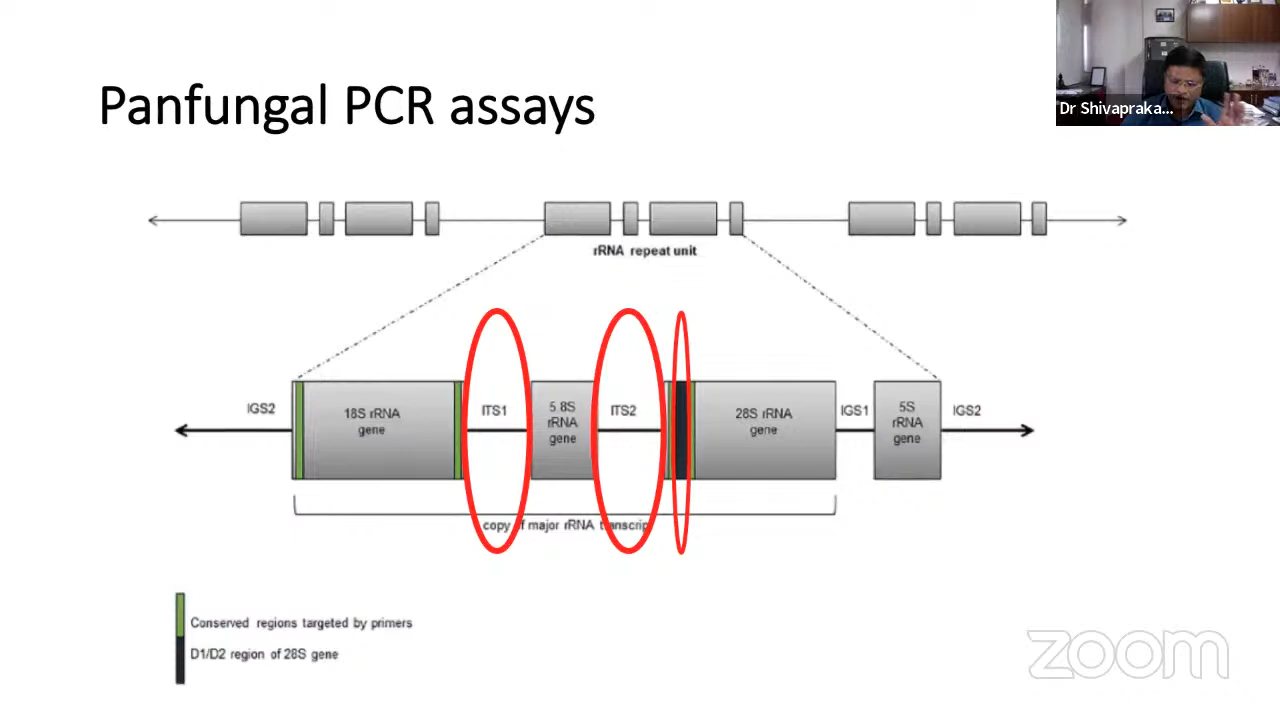 Dr Shivapraka...
Panfungal PCR assays
rRNA repeat unit
IGS2
18S rRNA
gene
ITS1
5.8S
rRNA
gene
ITS2
28S rRNA
gene
IGS1
5S
rRNA
gene
IGS2
copy of major rRNA transcrip
Conserved regions targeted by primers
D1/D2 region of 28S gene
zoom